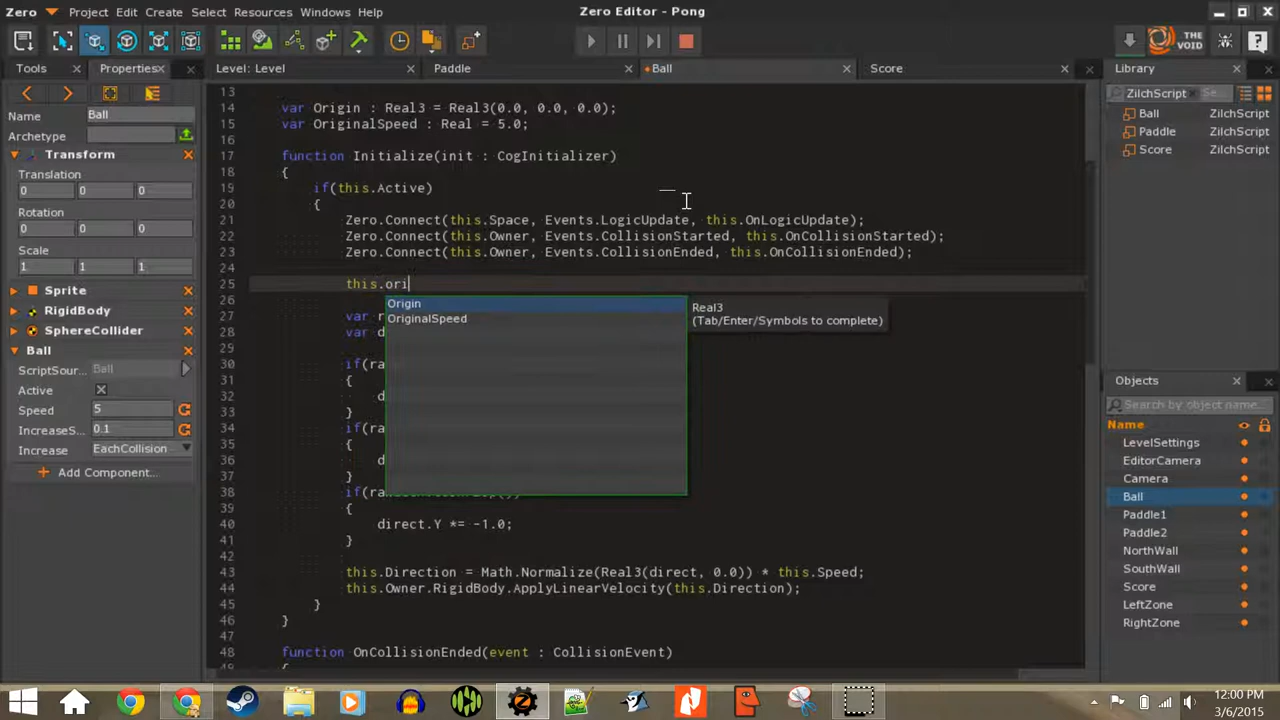 Zero Project Edit Create Select Resources Windows Help
Zero Editor - Pong
THE VOID
Tools Properties Level: Level Paddle Ball Score Library
Name Ball
Archetype
Transform
Translation
0 0 0
Rotation
0 0 0
Scale
1 1 1
Sprite
RigidBody
SphereCollider
Ball
ScriptSour.. Ball
Active
Speed 5
IncreaseS.. 0.1
Increase EachCollision
Add Component..
13
14 var Origin : Real3 = Real3(0.0, 0.0, 0.0);
15 var OriginalSpeed : Real = 5.0;
16
17 function Initialize(init : CogInitializer)
18 {
19 if(this.Active)
20 {
21 Zero.Connect(this.Space, Events.LogicUpdate, this.OnLogicUpdate);
22 Zero.Connect(this.Owner, Events.CollisionStarted, this.OnCollisionStarted);
23 Zero.Connect(this.Owner, Events.CollisionEnded, this.OnCollisionEnded);
24
25 this.ori
Origin
OriginalSpeed
Real3
(Tab/Enter/Symbols to complete)
26
27 var r
28 var d
29
30 if(ra
31 {
32 d
33 }
34 if(ra
35 {
36 d
37 }
38 if(ra
39 {
40 direct.Y *= -1.0;
41 }
42
43 this.Direction = Math.Normalize(Real3(direct, 0.0)) * this.Speed;
44 this.Owner.RigidBody.ApplyLinearVelocity(this.Direction);
45 }
46 }
47
48 function OnCollisionEnded(event : CollisionEvent)
49 {
ZilchScript Se
Ball ZilchScript
Paddle ZilchScript
Score ZilchScript
Objects
Search by object name..
Name
LevelSettings
EditorCamera
Camera
Ball
Paddle1
Paddle2
NorthWall
SouthWall
Score
LeftZone
RightZone
12:00 PM
3/6/2015